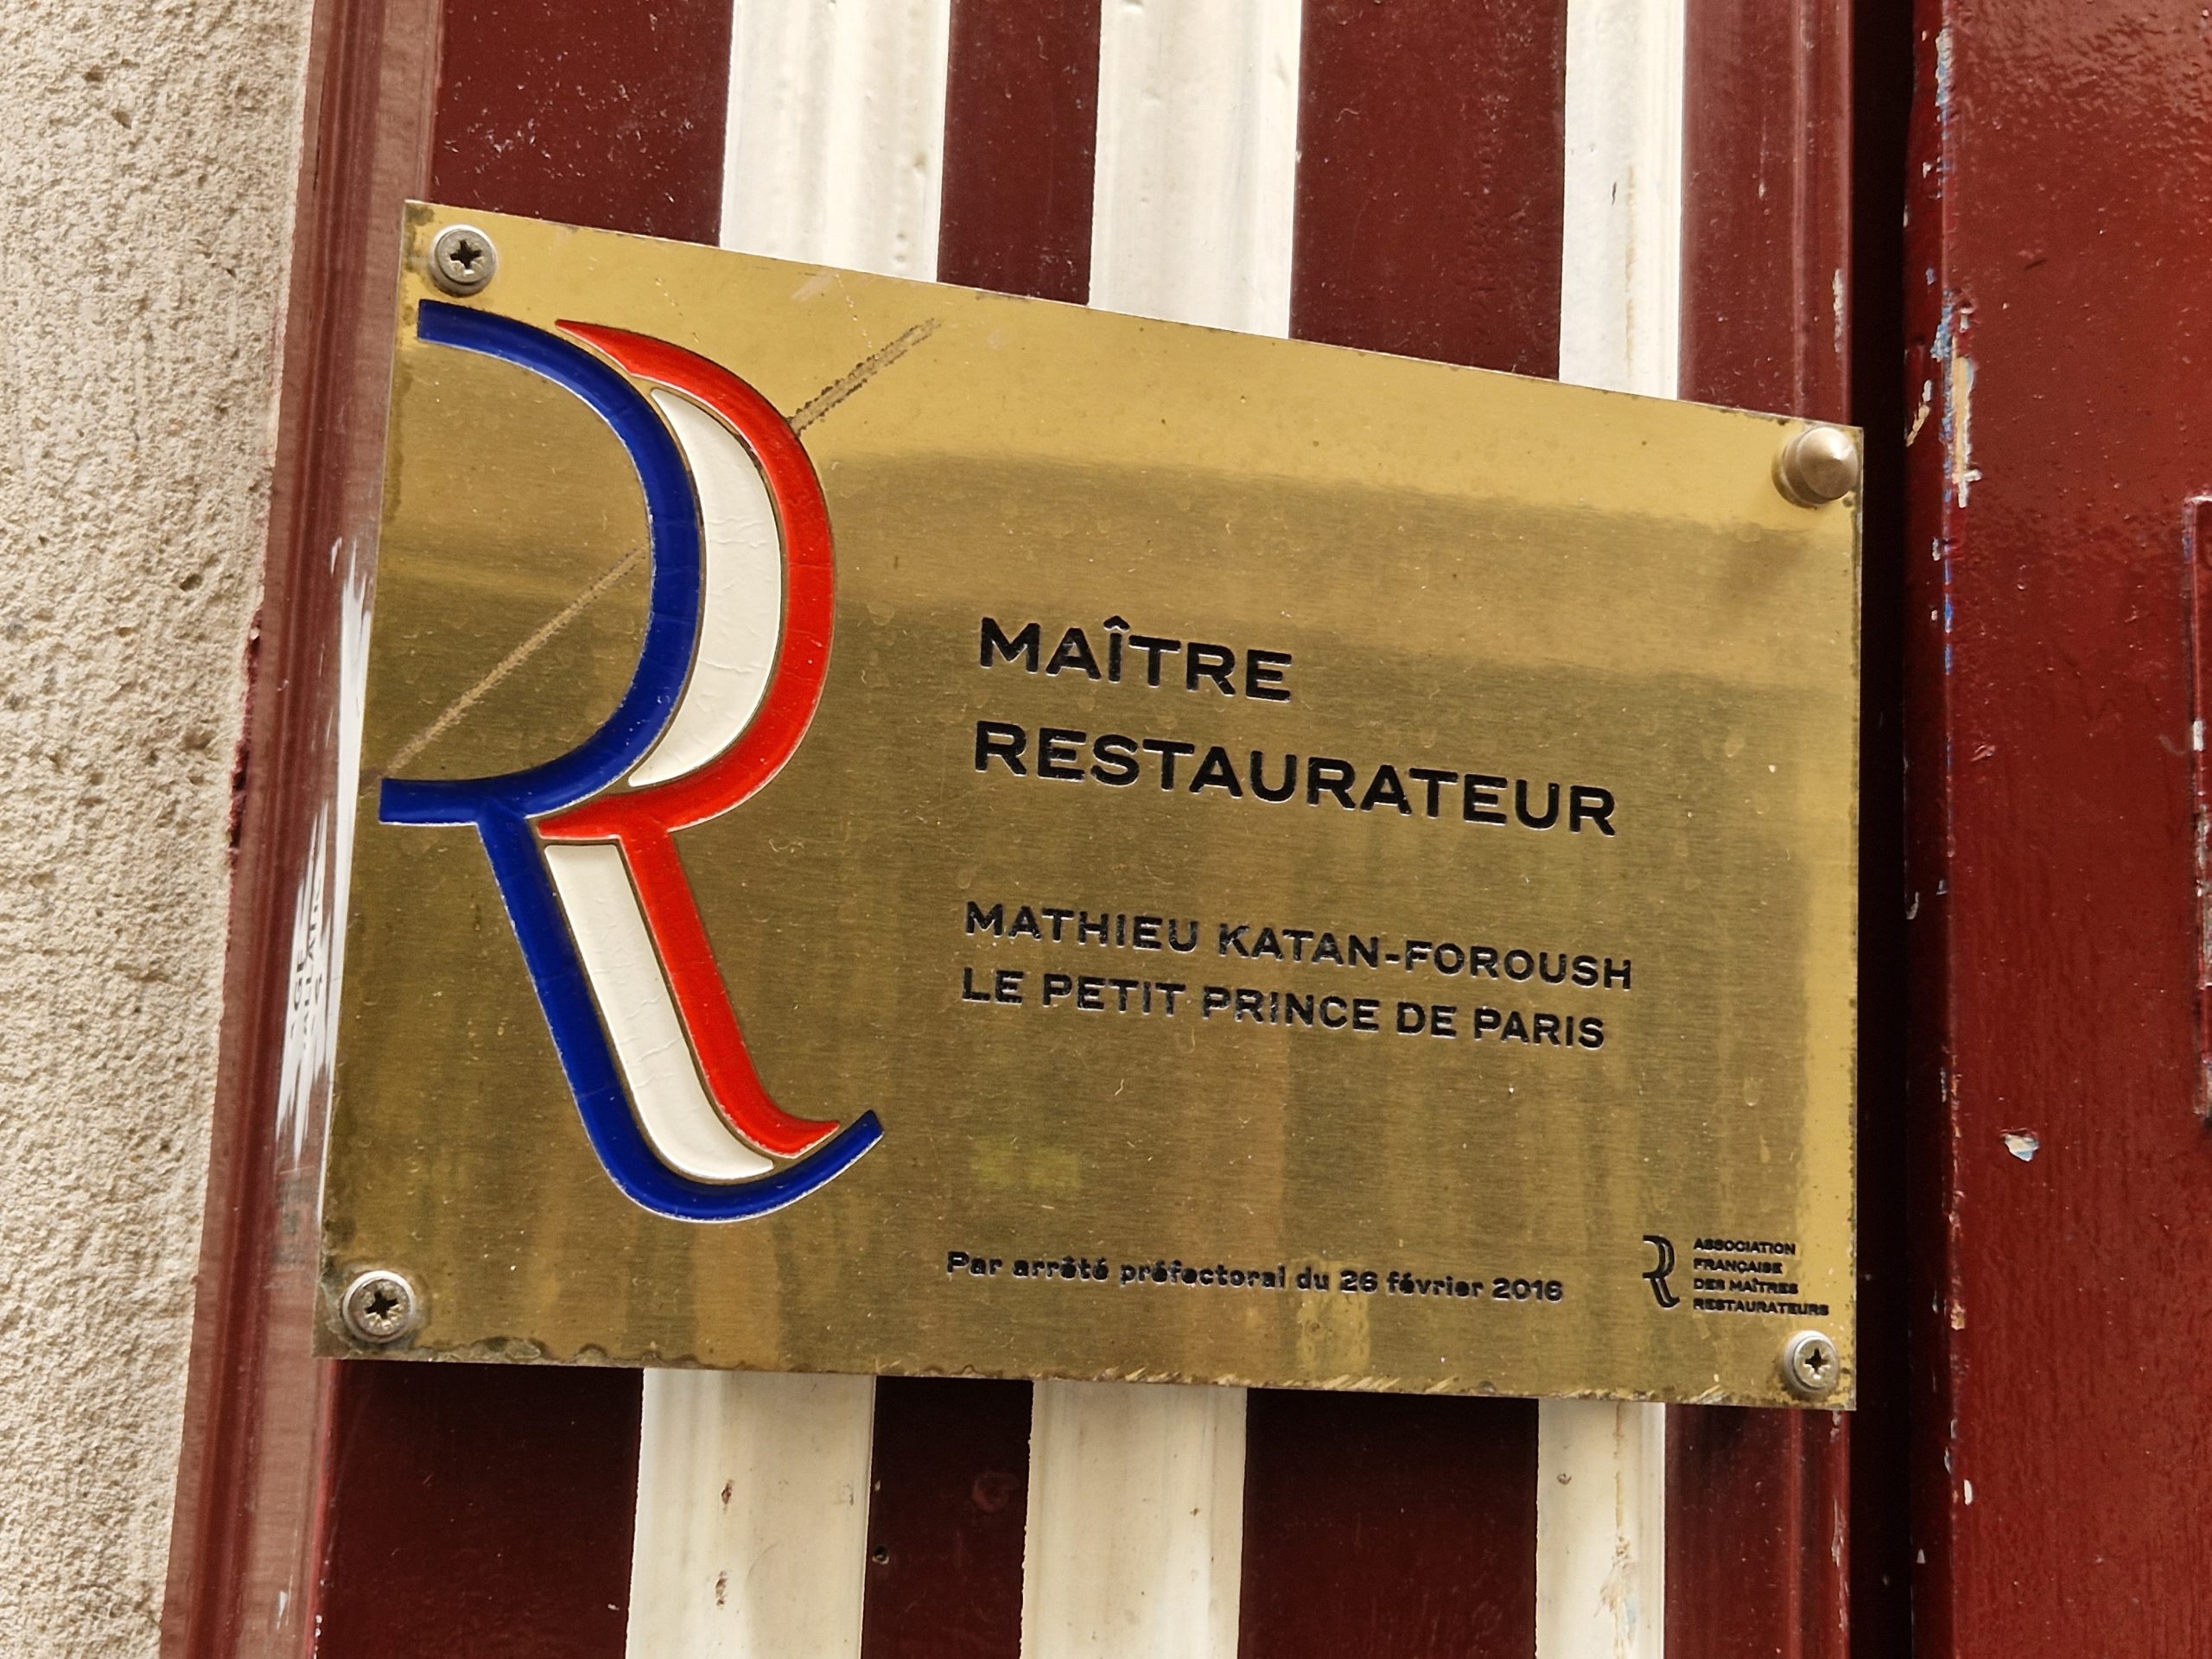 MAÎTRE
RESTAURATEUR
MATHIEU KATAN-FOROUSH
LE PETIT PRINCE DE PARIS
Par arrêté préfectoral du 26 février 2016
ASSOCIATION
FRANÇAISE
DES MAÎTRES
RESTAURATEURS